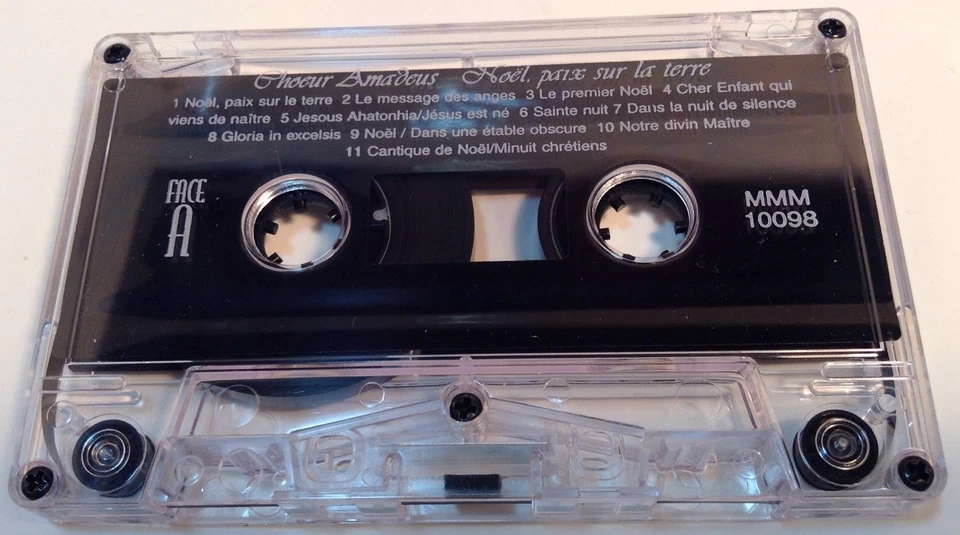 Choeur Amadeus Noël, paix sur la terre
1 Noël, paix sur le terre 2 Le message des anges 3 Le premier Noël 4 Cher Enfant qui
viens de naître 5 Jesous Ahatonhia/Jésus est né 6 Sainte nuit 7 Dans la nuit de silence
8 Gloria in excelsis 9 Noël / Dans une étable obscure 10 Notre divin Maître
11 Cantique de Noël/Minuit chrétiens
FACE
A
MMM
10098